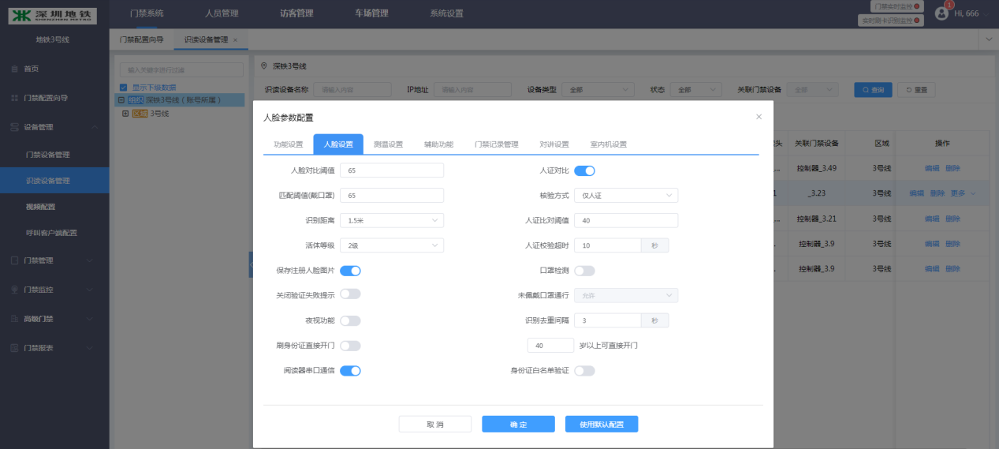 深圳地铁
SHENZHEN METRO
门禁系统 人员管理 访客管理 车场管理 系统设置
门禁实时监控
实时刷卡识别监控
1
Hi, 666
地铁3号线
门禁配置向导 识读设备管理 ×
首页
门禁配置向导
设备管理
门禁设备管理
识读设备管理
视频配置
呼叫客户端配置
门禁管理
门禁监控
高级门禁
门禁报表
输入关键字进行过滤
显示下级数据
组织 深铁3号线（账号所属）
区域 3号线
深铁3号线
识读设备名称 请输入内容 IP地址 请输入内容 设备类型 全部 状态 全部 关联门禁设备 全部 查询 重置
头 关联门禁设备 区域 操作
... 控制器_3.49 3号线 编辑 删除
1 _3.23 3号线 编辑 删除 更多
... 控制器_3.21 3号线 编辑 删除
. 控制器_3.9 3号线 编辑 删除
. 控制器_3.9 3号线 编辑 删除
人脸参数配置 ×
功能设置 人脸设置 测温设置 辅助功能 门禁记录管理 对讲设置 室内机设置
人脸对比阈值 65 人证对比
匹配阈值(戴口罩) 65 核验方式 仅人证
识别距离 1.5米 人证比对阈值 40
活体等级 2级 人证校验超时 10 秒
保存注册人脸图片 口罩检测
关闭验证失败提示 未佩戴口罩通行 允许
夜视功能 识别去重间隔 3 秒
刷身份证直接开门 40 岁以上可直接开门
阅读器串口通信 身份证白名单验证
取 消 确 定 使用默认配置